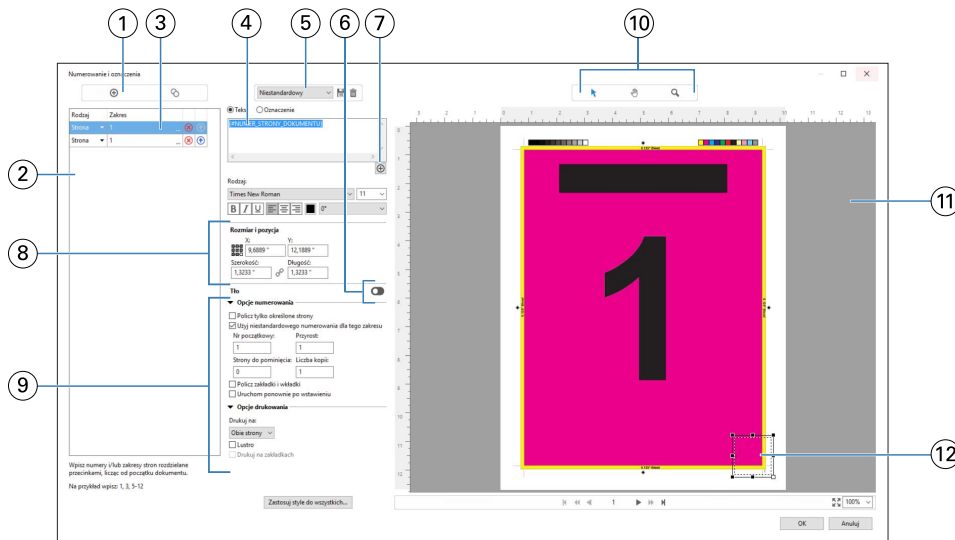 1 3 4 5 6 7 10
Numerowanie i oznaczenia
Niestandardowy
Rodzaj Zakres
Strona 1 ...
Strona 1 ...
Tekst Oznaczenie
[#NUMER_STRONY_DOKUMENTU]
2
Rodzaj:
Times New Roman 11
B I U 0°
8
Rozmiar i pozycja
X: Y:
9,6889 " 12,1889 "
Szerokość: Długość:
1,3233 " 1,3233 "
Tło
9
Opcje numerowania
Policz tylko określone strony
Użyj niestandardowego numerowania dla tego zakresu
Nr początkowy: Przyrost:
1 1
Strony do pominięcia: Liczba kopii:
0 1
Policz zakładki i wkładki
Uruchom ponownie po wstawieniu
Opcje drukowania
Drukuj na:
Obie strony
Lustro
Drukuj na zakładkach
Wpisz numery i/lub zakresy stron rozdzielane
przecinkami, licząc od początku dokumentu.
Na przykład wpisz: 1, 3, 5-12
Zastosuj style do wszystkich...
1
11
12
1 100%
OK Anuluj